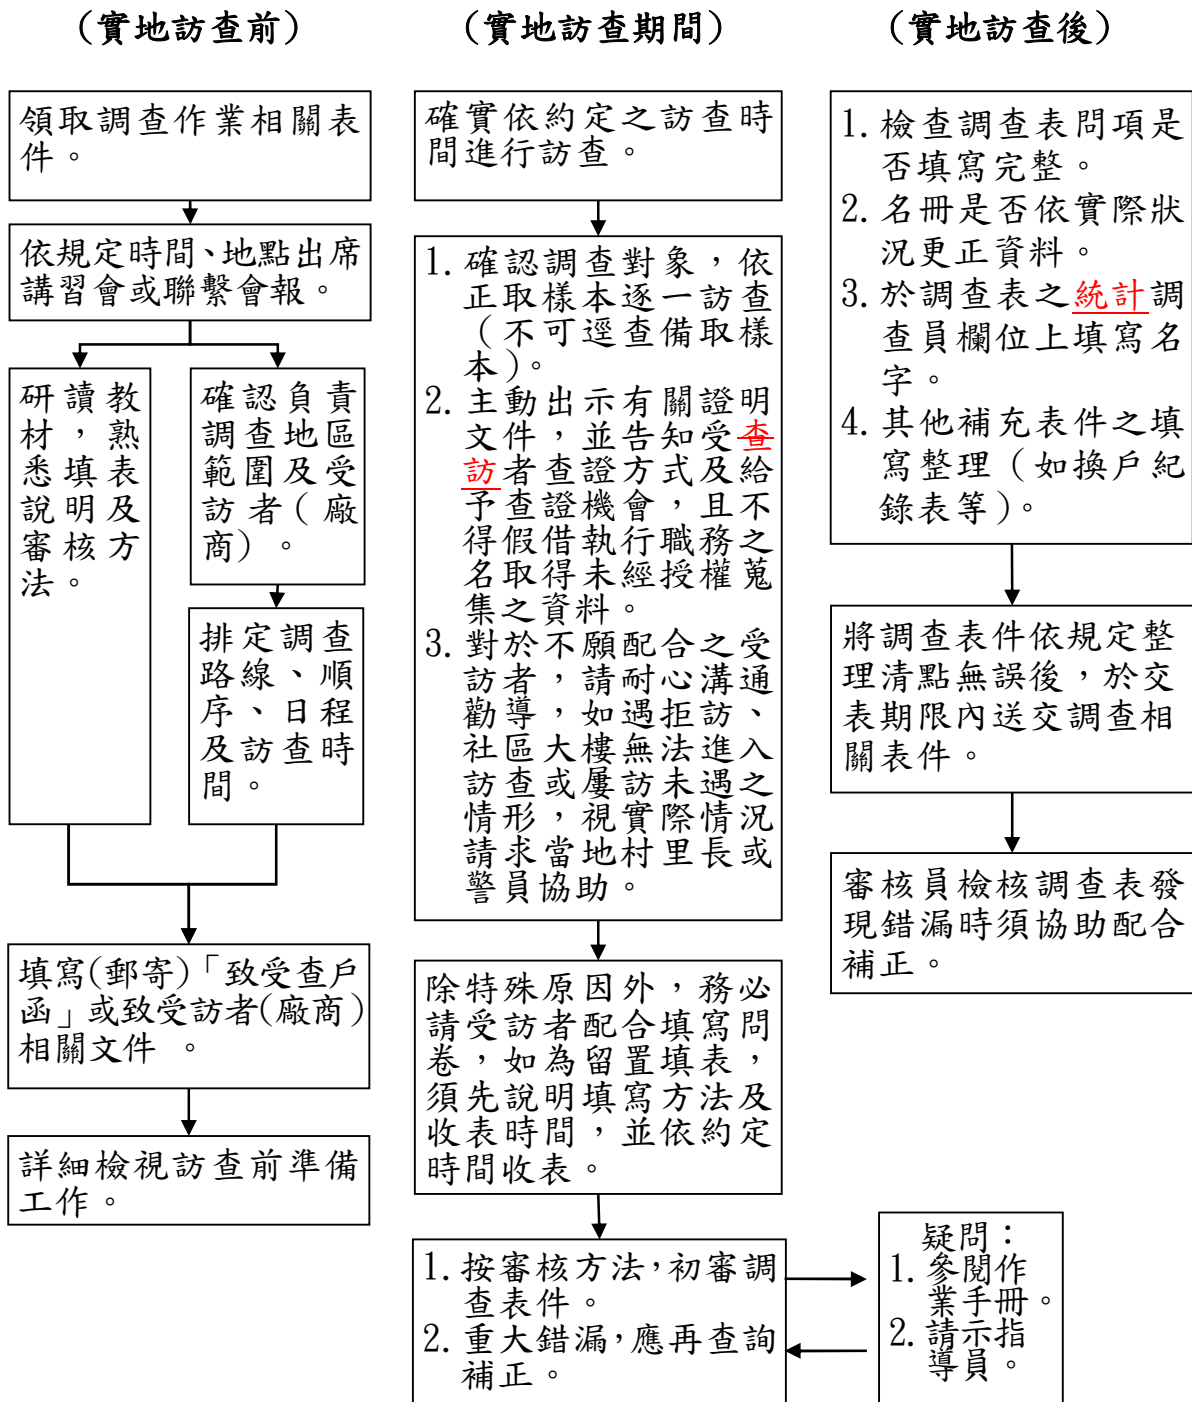 (實地訪查前)
領取調查作業相關表
件。
依規定時間、地點出席
講習會或聯繫會報。
研讀教
材，熟
悉填表
說明及
審核方
法。
確認負責
調查地區
範圍及受
訪者（廠
商）。
排定調查
路線、順
序、日程
及訪查時
間。
填寫(郵寄)「致受查戶
函」或致受訪者(廠商)
相關文件 。
詳細檢視訪查前準備
工作。
(實地訪查期間)
確實依約定之訪查時
間進行訪查。
1. 確認調查對象，依
正取樣本逐一訪查
（不可逕查備取樣
本）。
2. 主動出示有關證明
文件，並告知受查
訪者查證方式及給
予查證機會，且不
得假借執行職務之
名取得未經授權蒐
集之資料。
3. 對於不願配合之受
訪者，請耐心溝通
勸導，如遇拒訪、
社區大樓無法進入
訪查或屢訪未遇之
情形，視實際情況
請求當地村里長或
警員協助。
除特殊原因外，務必
請受訪者配合填寫問
卷，如為留置填表，
須先說明填寫方法及
收表時間，並依約定
時間收表。
1. 按審核方法，初審調
查表件。
2. 重大錯漏，應再查詢
補正。
疑問：
1. 參閱作
業手冊。
2. 請示指
導員。
(實地訪查後)
1. 檢查調查表問項是
否填寫完整。
2. 名冊是否依實際狀
況更正資料。
3. 於調查表之統計調
查員欄位上填寫名
字。
4. 其他補充表件之填
寫整理（如換戶紀
錄表等）。
將調查表件依規定整
理清點無誤後，於交
表期限內送交調查相
關表件。
審核員檢核調查表發
現錯漏時須協助配合
補正。